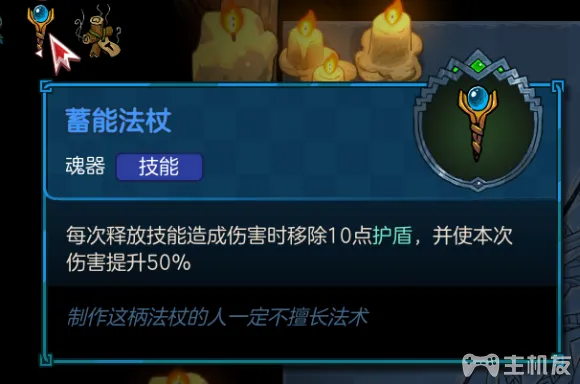 蓄能法杖
魂器 技能
每次释放技能造成伤害时移除10点护盾，并使本次
伤害提升50%
制作这柄法杖的人一定不擅长法术
主机友